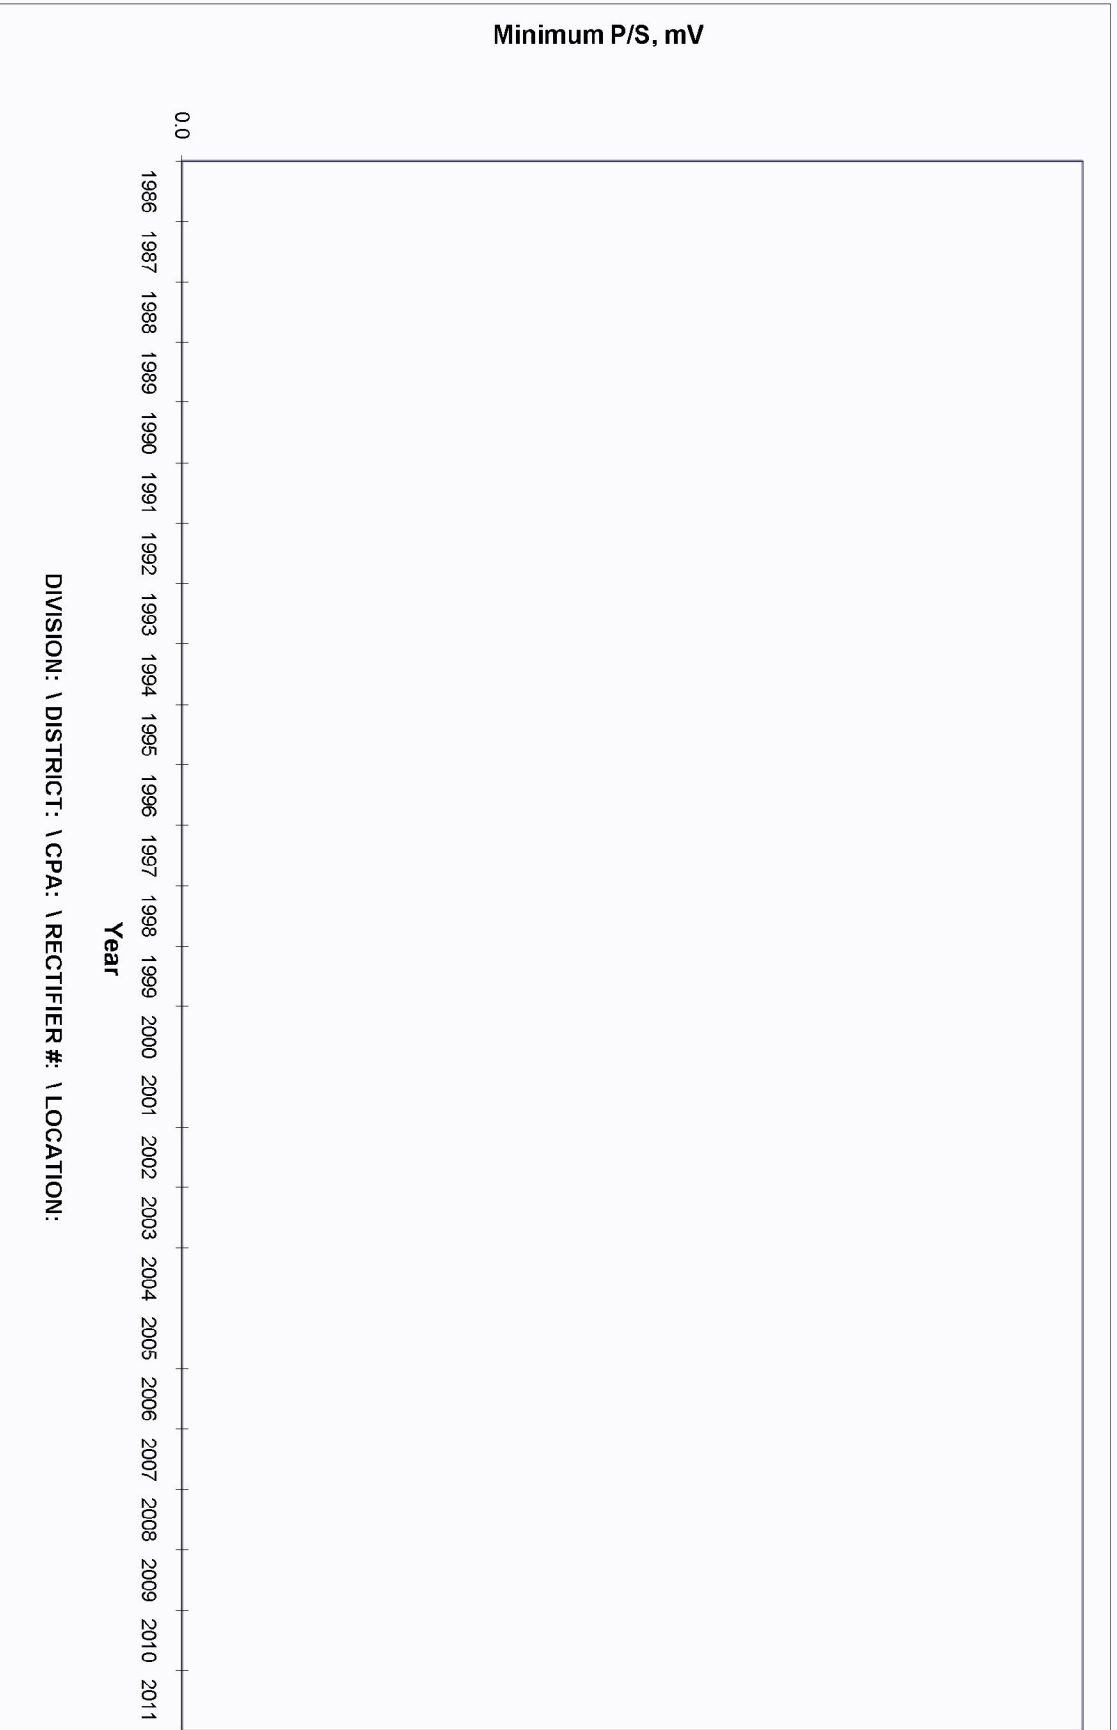 Minimum P/S, mV
0.0
1986 1987 1988 1989 1990 1991 1992 1993 1994 1995 1996 1997 1998 1999 2000 2001 2002 2003 2004 2005 2006 2007 2008 2009 2010 2011
Year
DIVISION: \ DISTRICT: \ CPA: \ RECTIFIER #: \ LOCATION: